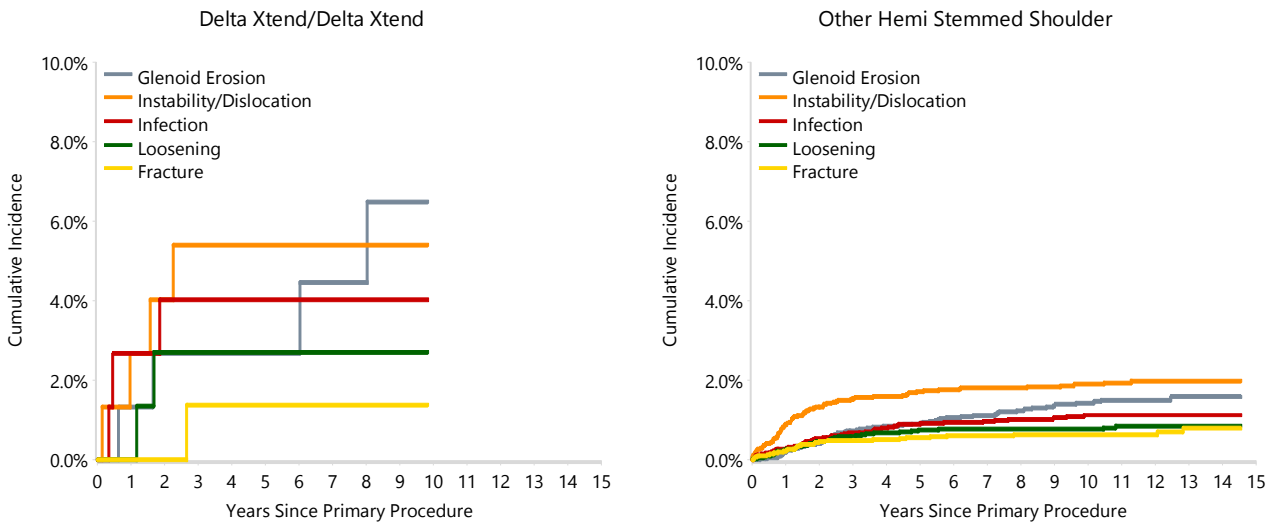 Delta Xtend/Delta Xtend
10.0%
8.0%
6.0%
4.0%
2.0%
0.0%
Cumulative Incidence
Glenoid Erosion
Instability/Dislocation
Infection
Loosening
Fracture
0 1 2 3 4 5 6 7 8 9 10 11 12 13 14 15
Years Since Primary Procedure
Other Hemi Stemmed Shoulder
10.0%
8.0%
6.0%
4.0%
2.0%
0.0%
Cumulative Incidence
Glenoid Erosion
Instability/Dislocation
Infection
Loosening
Fracture
0 1 2 3 4 5 6 7 8 9 10 11 12 13 14 15
Years Since Primary Procedure